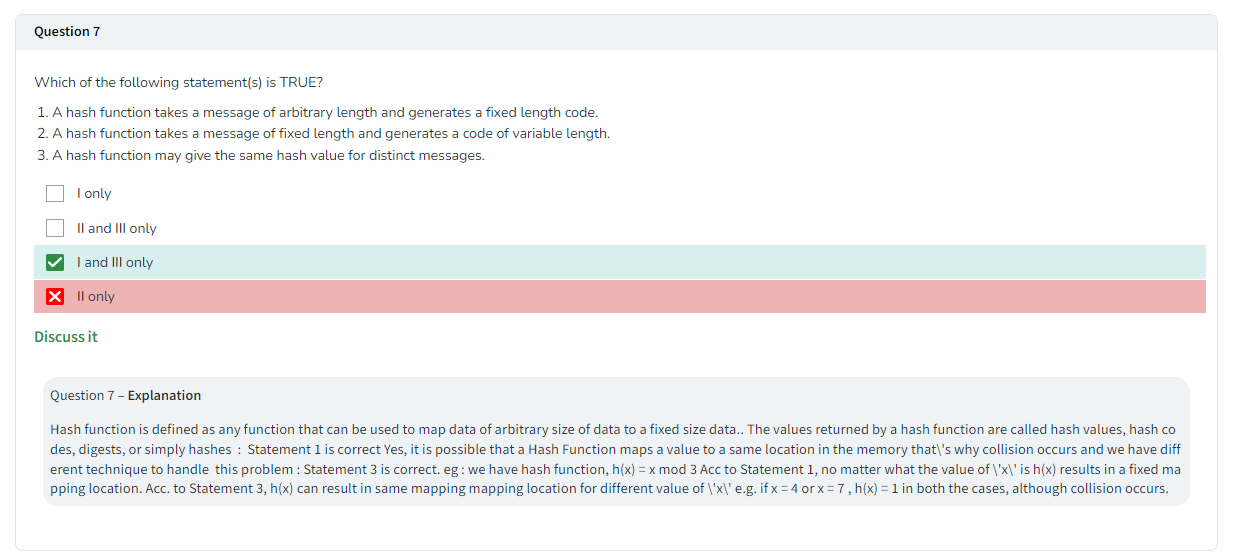 Question 7
Which of the following statement(s) is TRUE?
1. A hash function takes a message of arbitrary length and generates a fixed length code.
2. A hash function takes a message of fixed length and generates a code of variable length.
3. A hash function may give the same hash value for distinct messages.
I only
II and III only
I and III only
II only
Discuss it
Question 7 – Explanation
Hash function is defined as any function that can be used to map data of arbitrary size of data to a fixed size data.. The values returned by a hash function are called hash values, hash co
des, digests, or simply hashes : Statement 1 is correct Yes, it is possible that a Hash Function maps a value to a same location in the memory that\'s why collision occurs and we have diff
erent technique to handle this problem : Statement 3 is correct. eg : we have hash function, h(x) = x mod 3 Acc to Statement 1, no matter what the value of \'x\' is h(x) results in a fixed ma
pping location. Acc. to Statement 3, h(x) can result in same mapping mapping location for different value of \'x\' e.g. if x = 4 or x = 7 , h(x) = 1 in both the cases, although collision occurs.